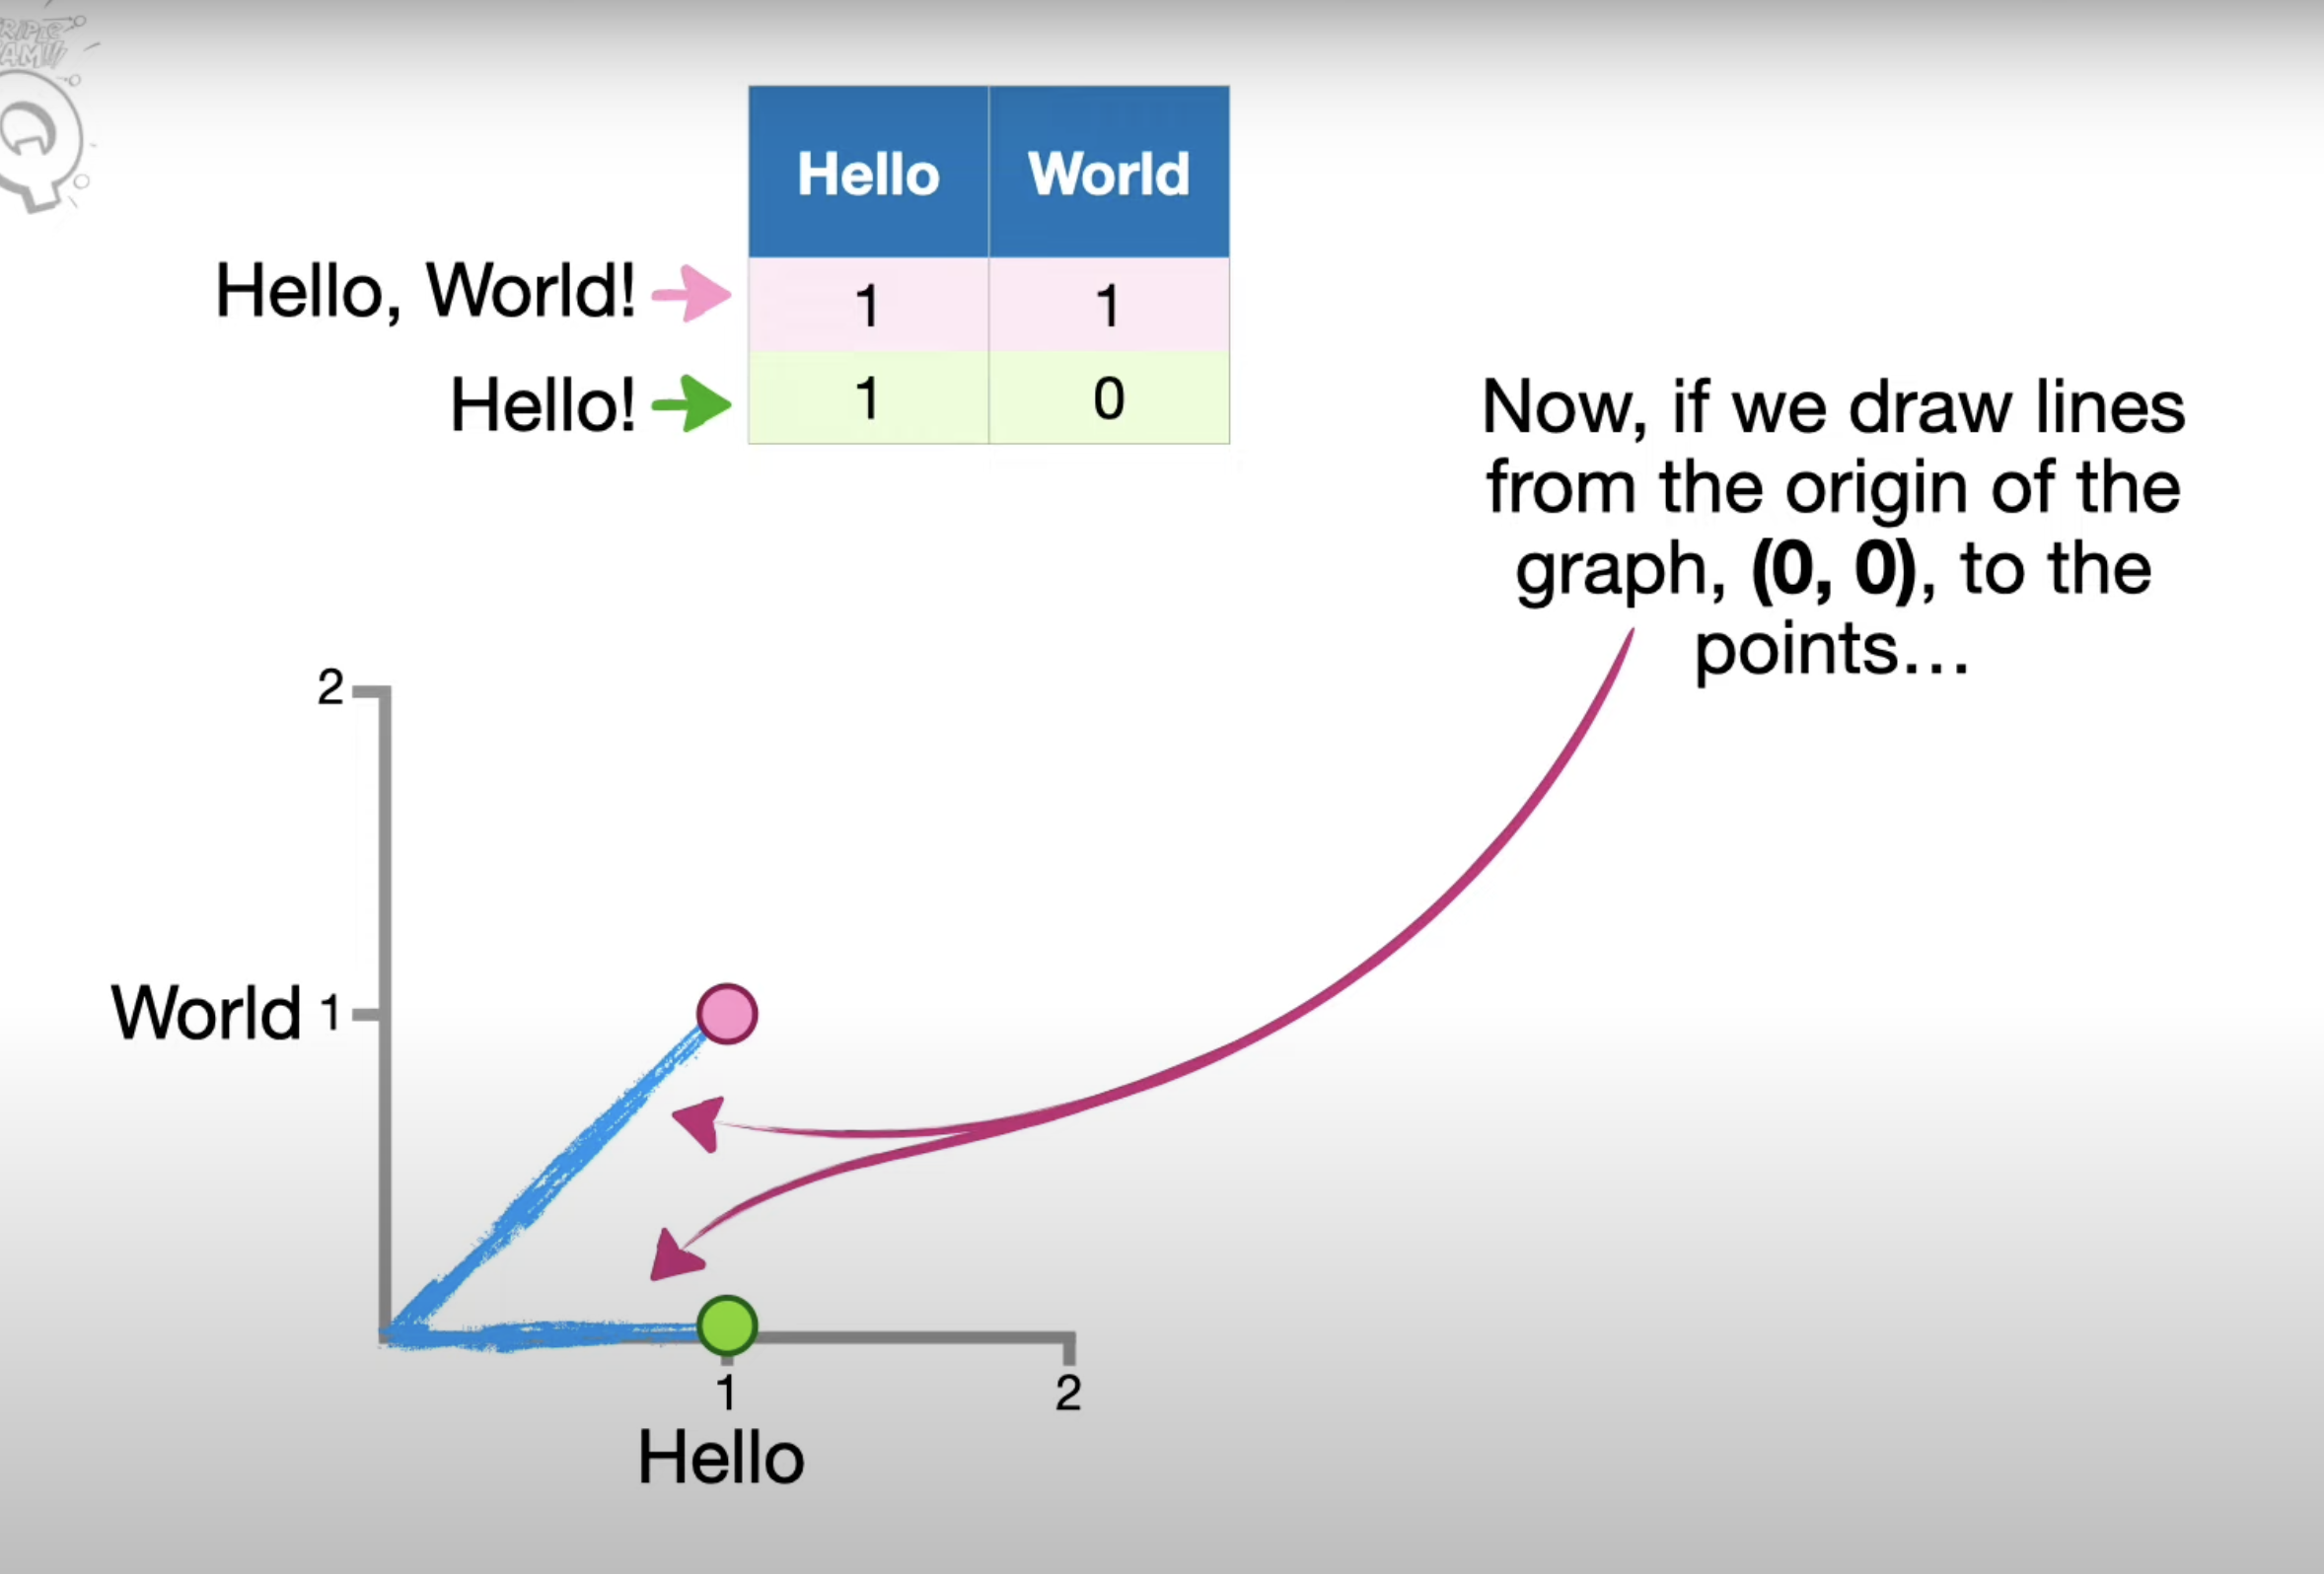 Hello World
Hello, World! 1 1
Hello! 1 0
Now, if we draw lines
from the origin of the
graph, (0, 0), to the
points...
2
World 1
1 2
Hello